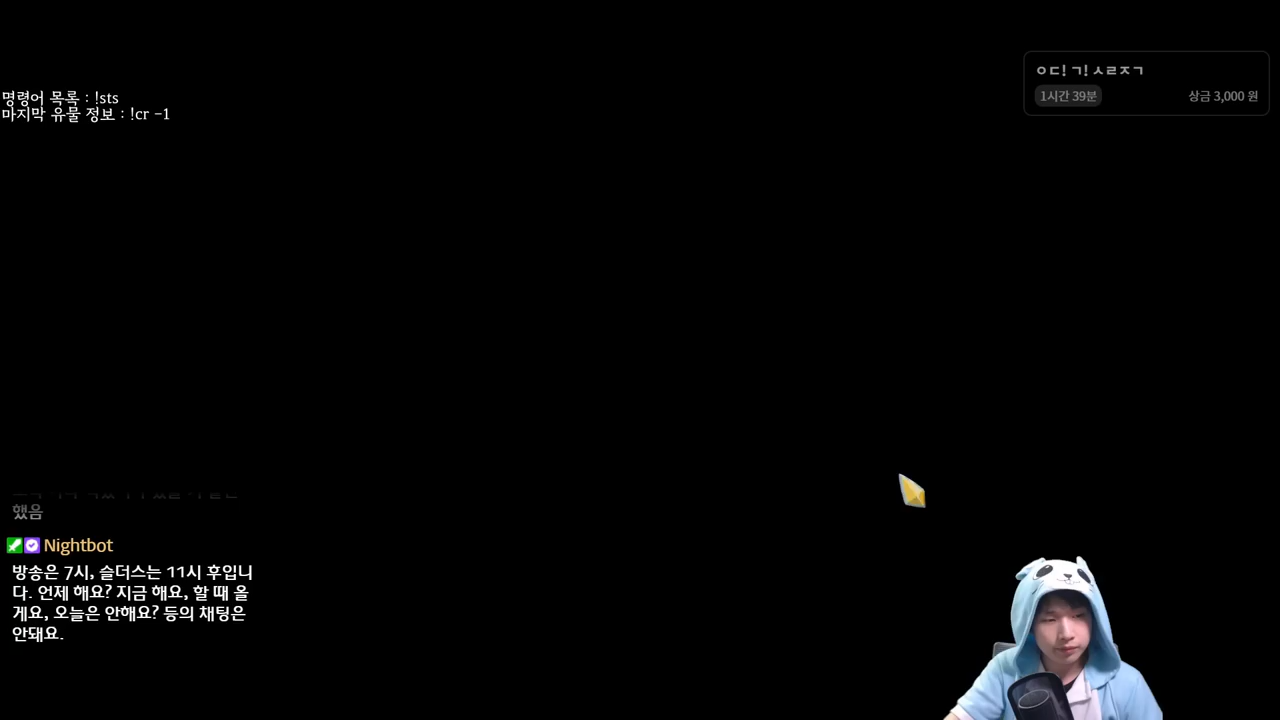 명령어 목록 : !sts
마지막 유물 정보 : !cr -1
ㅇㄷ! ㄱ! ㅅㄹㅈㄱ
1시간 39분
상금 3,000 원
했음
Nightbot
방송은 7시, 슬더스는 11시 후입니
다. 언제 해요? 지금 해요, 할 때 올
게요, 오늘은 안해요? 등의 채팅은
안돼요.